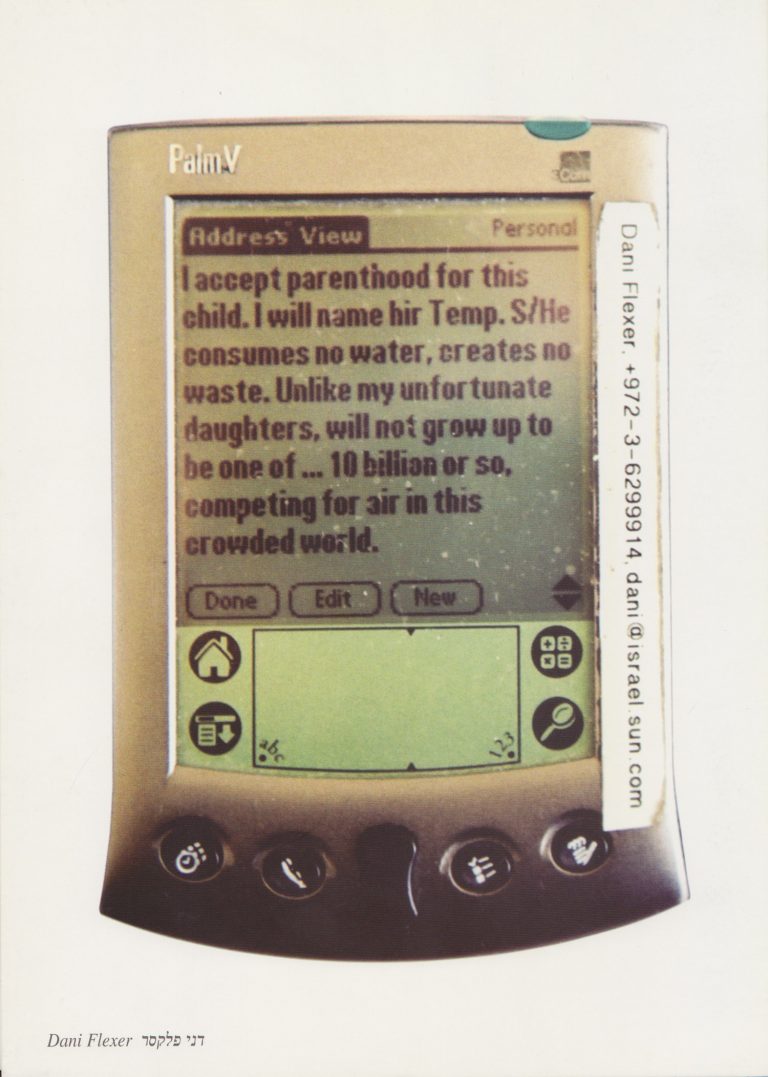 PalmV
3Com
Address View Personal
I accept parenthood for this
child. I will name hir Temp. S/He
consumes no water, creates no
waste. Unlike my unfortunate
daughters, will not grow up to
be one of ... 10 billion or so,
competing for air in this
crowded world.
Done Edit New
abc 123
Dani Flexer, +972-3-6299914, dani@israel.sun.com
Dani Flexer דני פלקסר